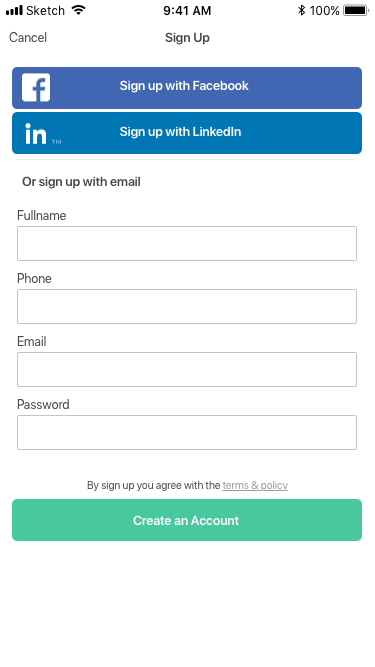 Sketch 9:41 AM 100%
Cancel Sign Up
Sign up with Facebook
in ™ Sign up with LinkedIn
Or sign up with email
Fullname
Phone
Email
Password
By sign up you agree with the terms & policy
Create an Account